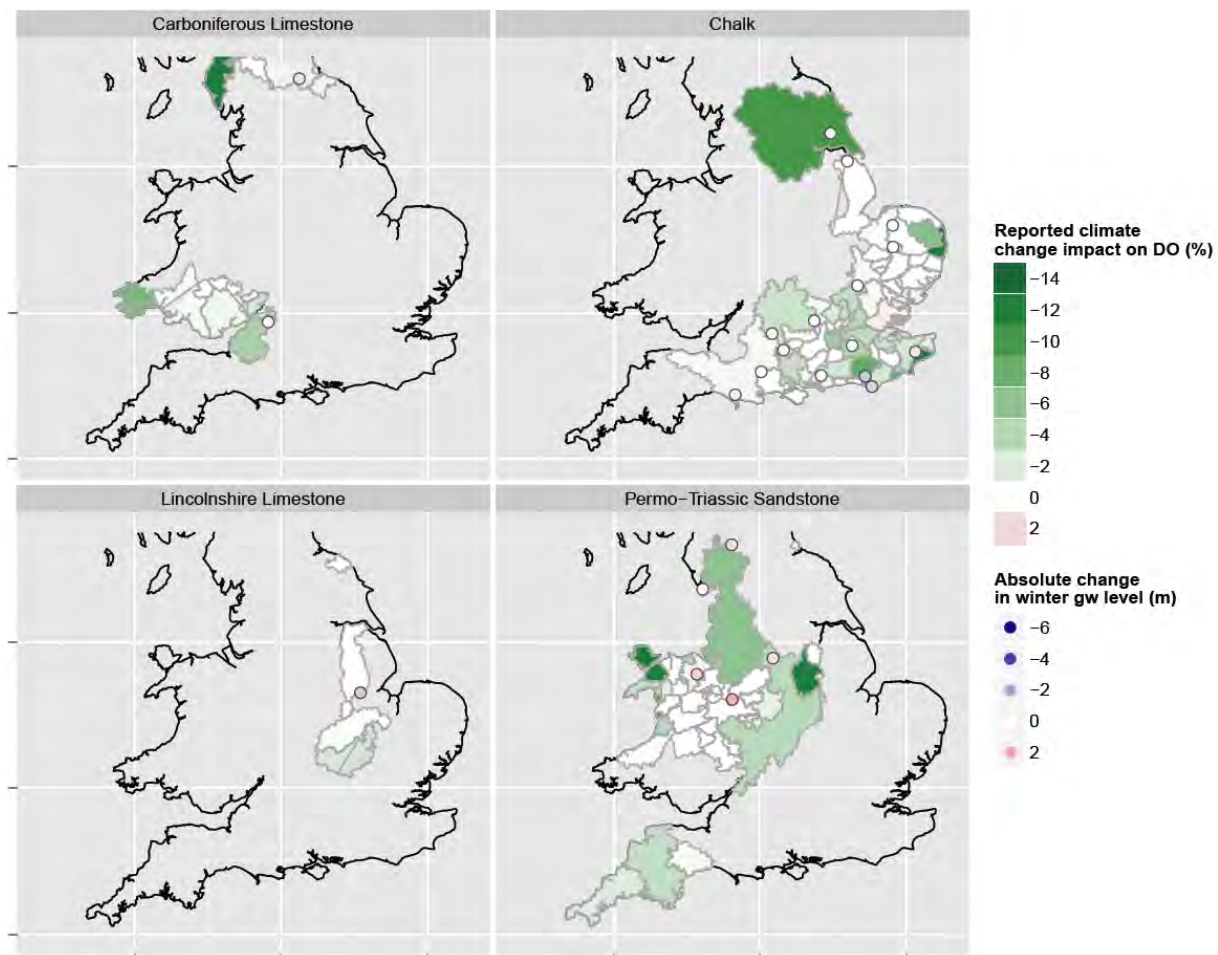 Carboniferous Limestone
Chalk
Lincolnshire Limestone
Permo−Triassic Sandstone
Reported climate
change impact on DO (%)
−14
−12
−10
−8
−6
−4
−2
0
2
Absolute change
in winter gw level (m)
−6
−4
−2
0
2